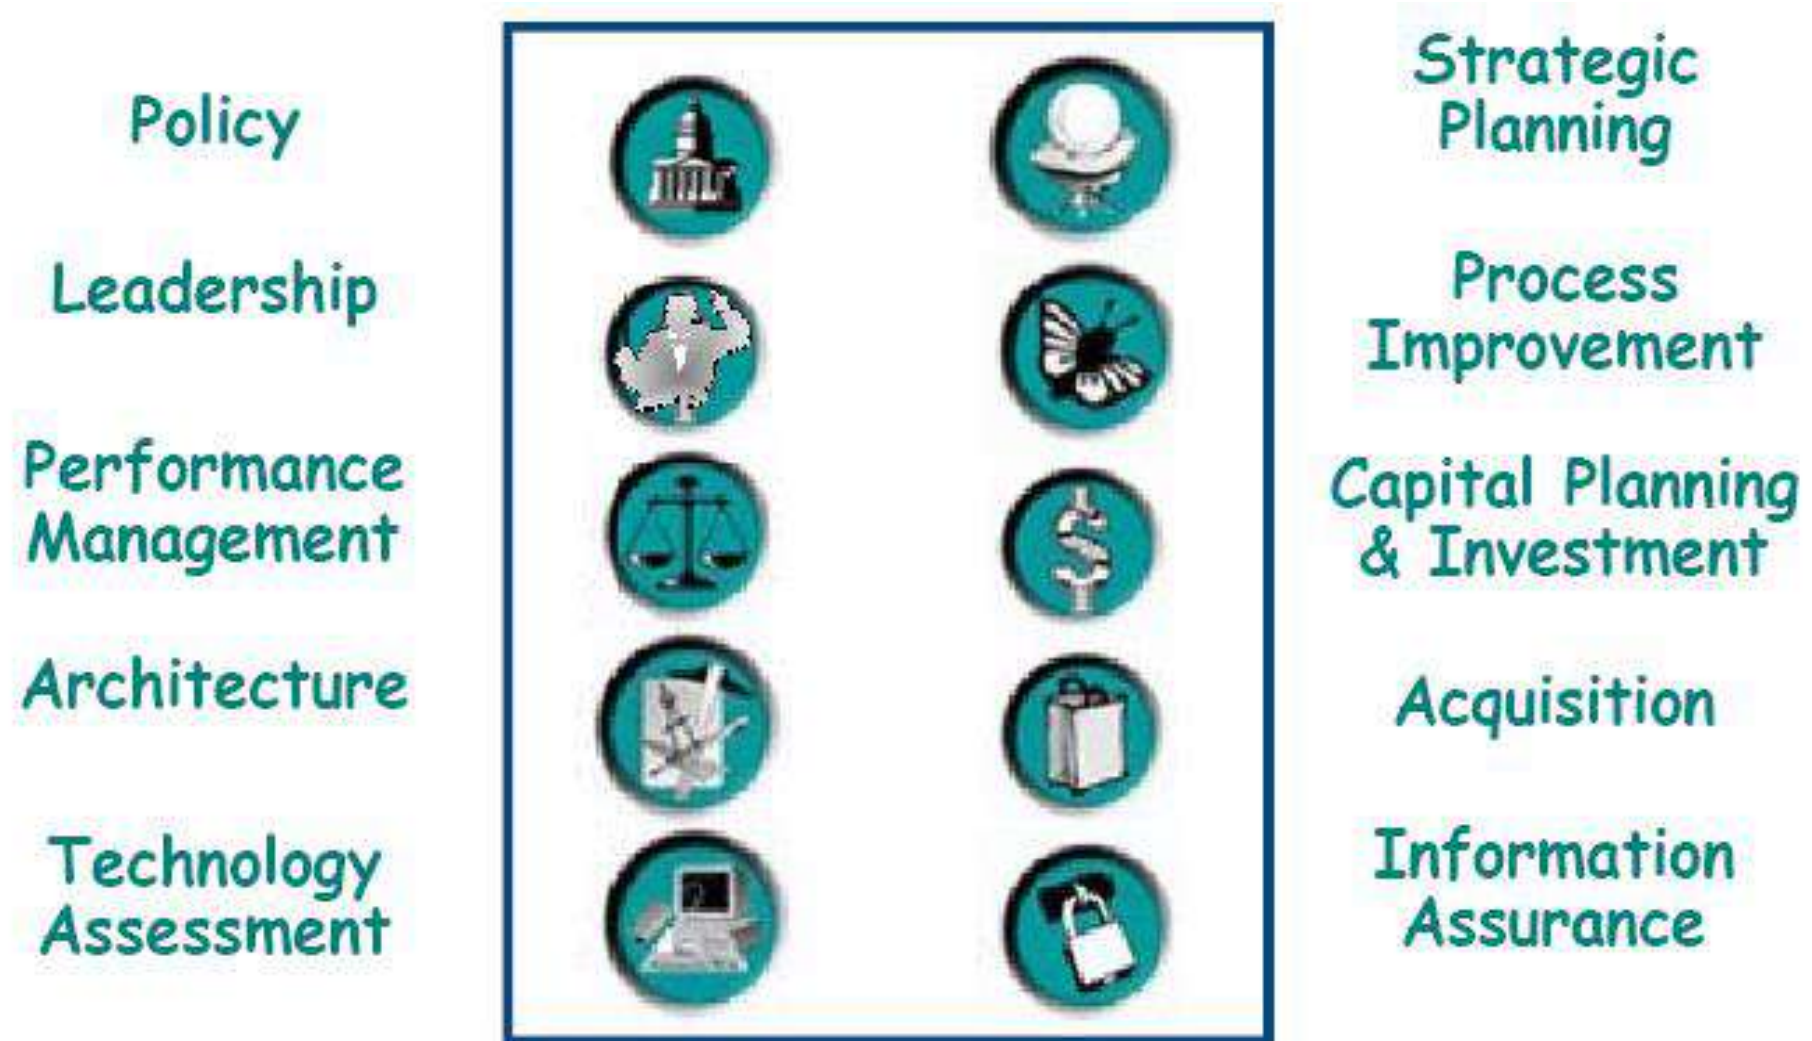 Policy
Leadership
Performance
Management
Architecture
Technology
Assessment
Strategic
Planning
Process
Improvement
Capital Planning
& Investment
Acquisition
Information
Assurance